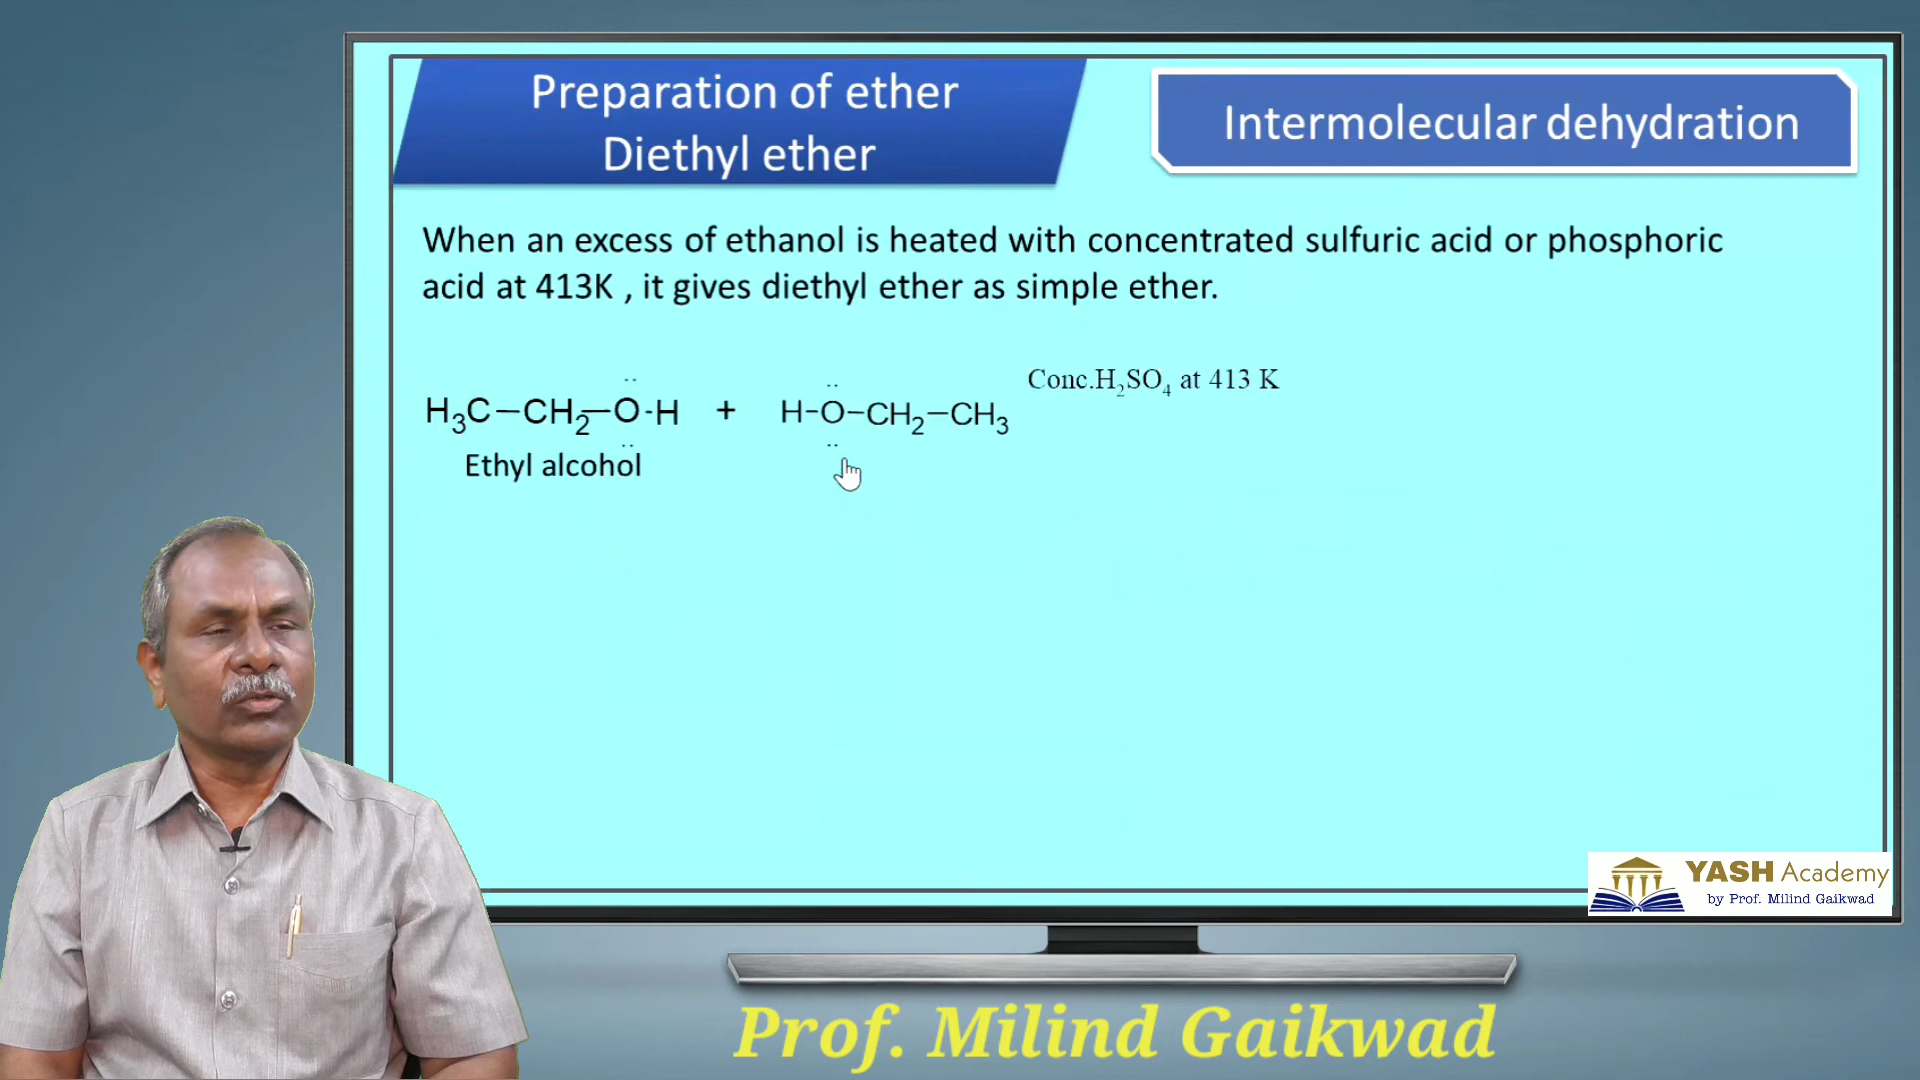 Preparation of ether
Diethyl ether
Intermolecular dehydration
When an excess of ethanol is heated with concentrated sulfuric acid or phosphoric
acid at 413K , it gives diethyl ether as simple ether.
Conc.H₂SO₄ at 413 K
H₃C–CH₂–O-H + H-O–CH₂–CH₃
Ethyl alcohol
YASH Academy
by Prof. Milind Gaikwad
Prof. Milind Gaikwad